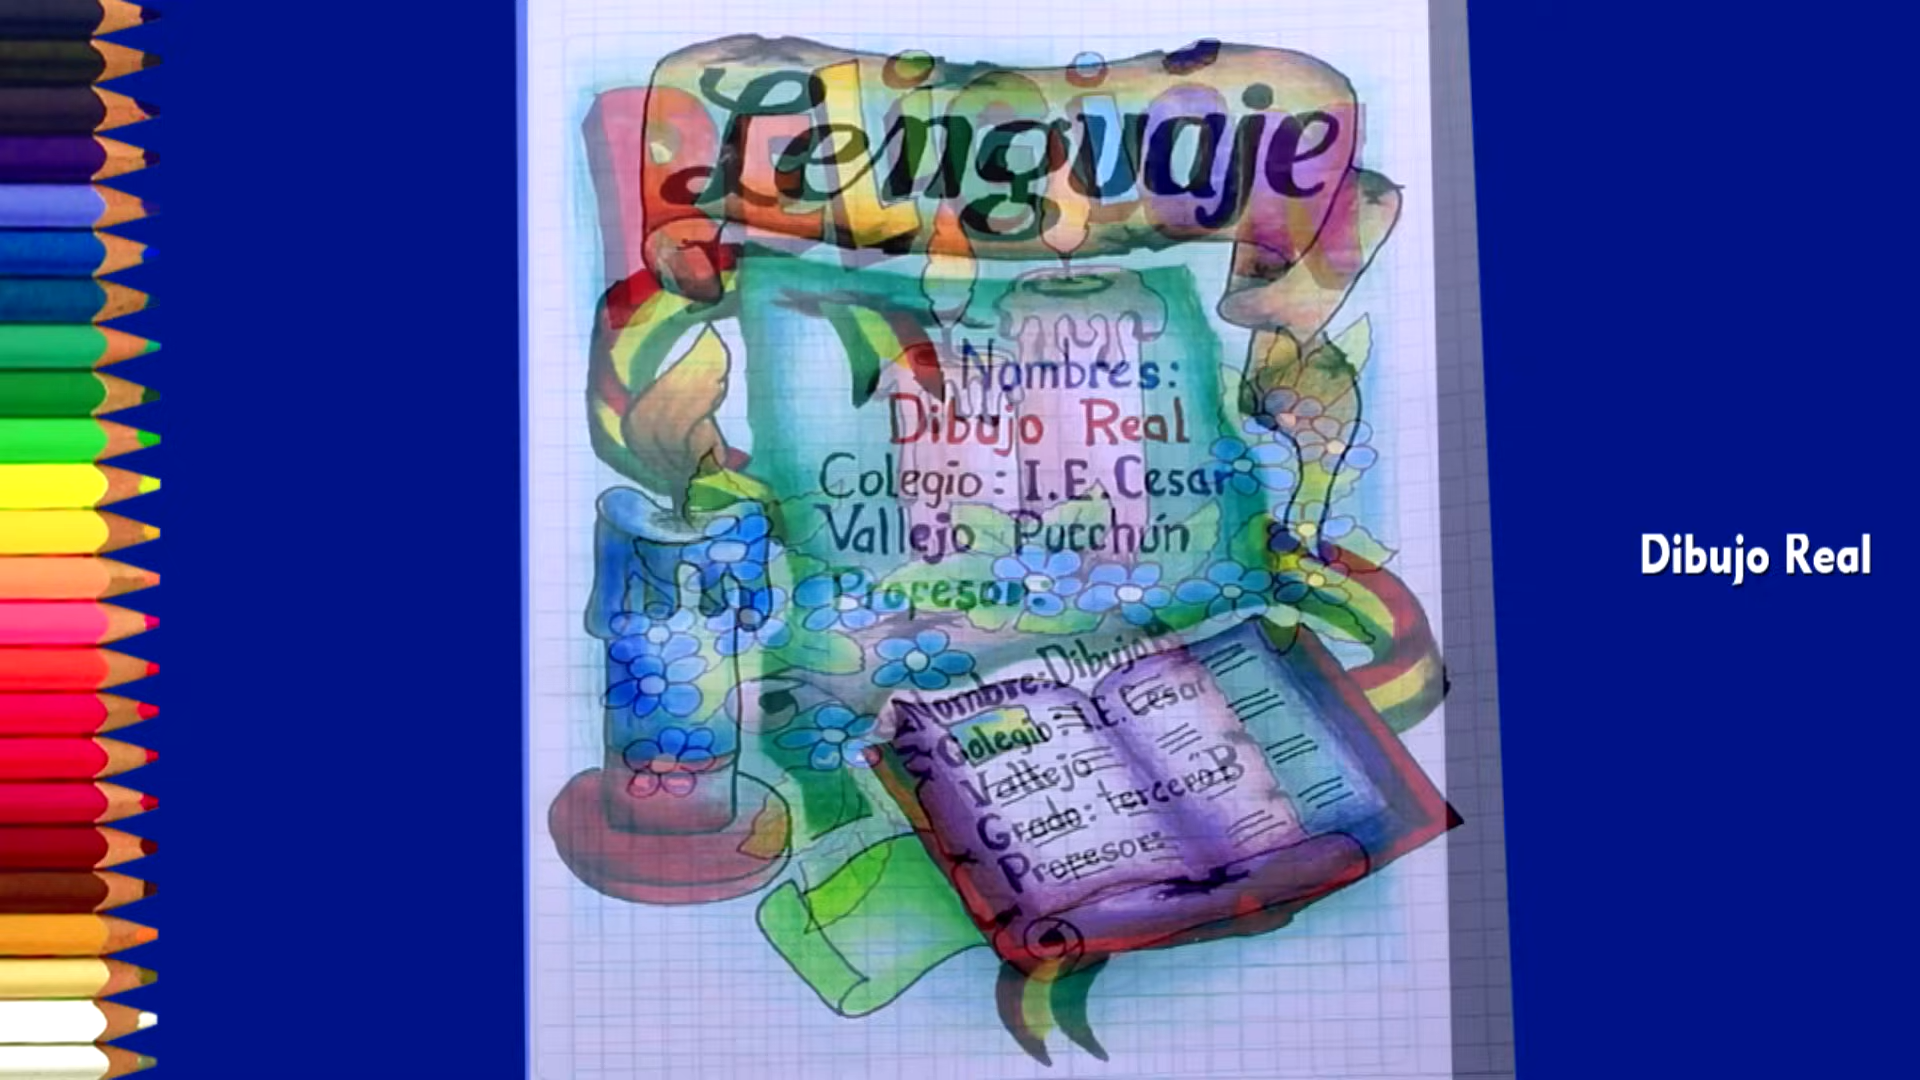 Lenguaje
RELIGIÓN
Nombres:
Dibujo Real
Colegio: I.E. Cesar
Vallejo Pucchún
Profesor:
Nombre: Dibujo
Colegio: I.E. Cesar
Vallejo
Grado: tercero "B"
Profesor:
Dibujo Real